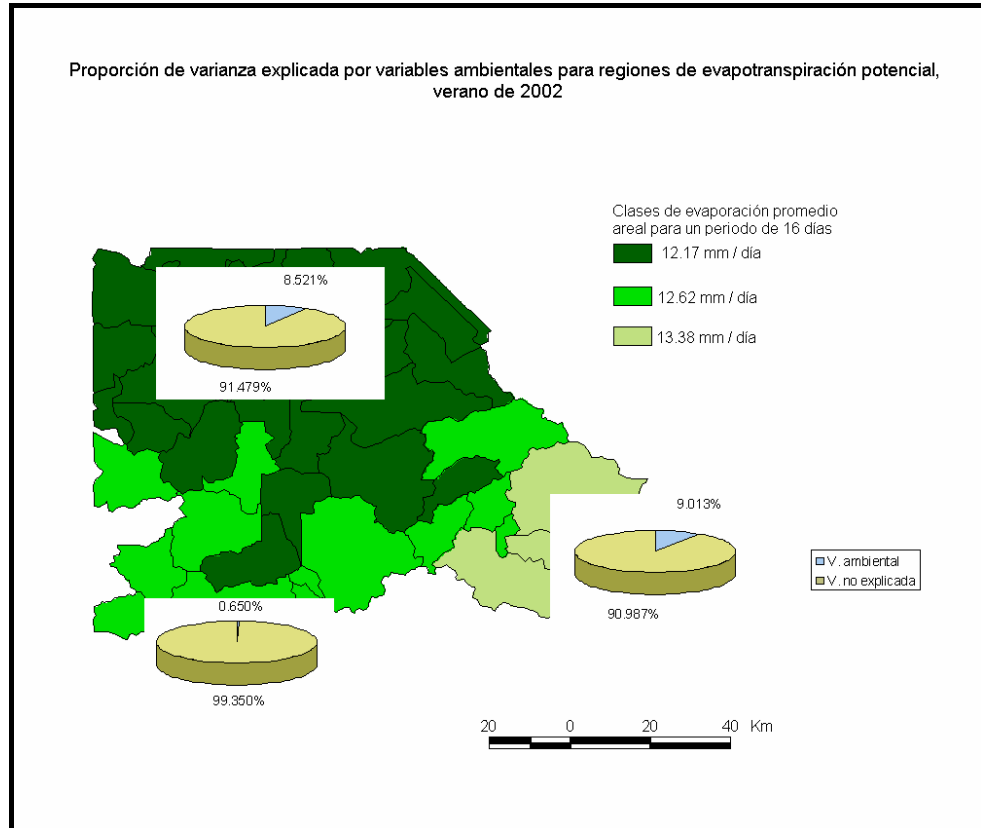 Proporción de varianza explicada por variables ambientales para regiones de evapotranspiración potencial,
verano de 2002
Clases de evaporación promedio
areal para un periodo de 16 días
12.17 mm / día
12.62 mm / día
13.38 mm / día
8.521%
91.479%
9.013%
90.987%
V. ambiental
V. no explicada
0.650%
99.350%
20 0 20 40 Km